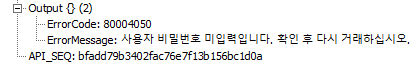 Output {} (2)
ErrorCode: 80004050
ErrorMessage: 사용자 비밀번호 미입력입니다. 확인 후 다시 거래하십시오.
API_SEQ: bfadd79b3402fac76e7f13b156bc1d0a